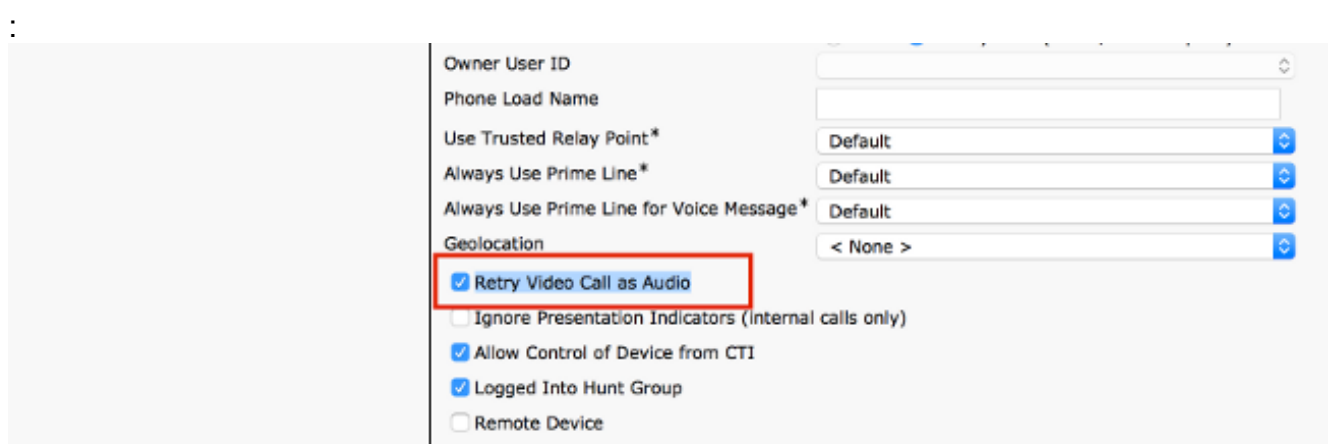 :
Owner User ID
Phone Load Name
Use Trusted Relay Point* Default
Always Use Prime Line* Default
Always Use Prime Line for Voice Message* Default
Geolocation < None >
Retry Video Call as Audio
Ignore Presentation Indicators (internal calls only)
Allow Control of Device from CTI
Logged Into Hunt Group
Remote Device